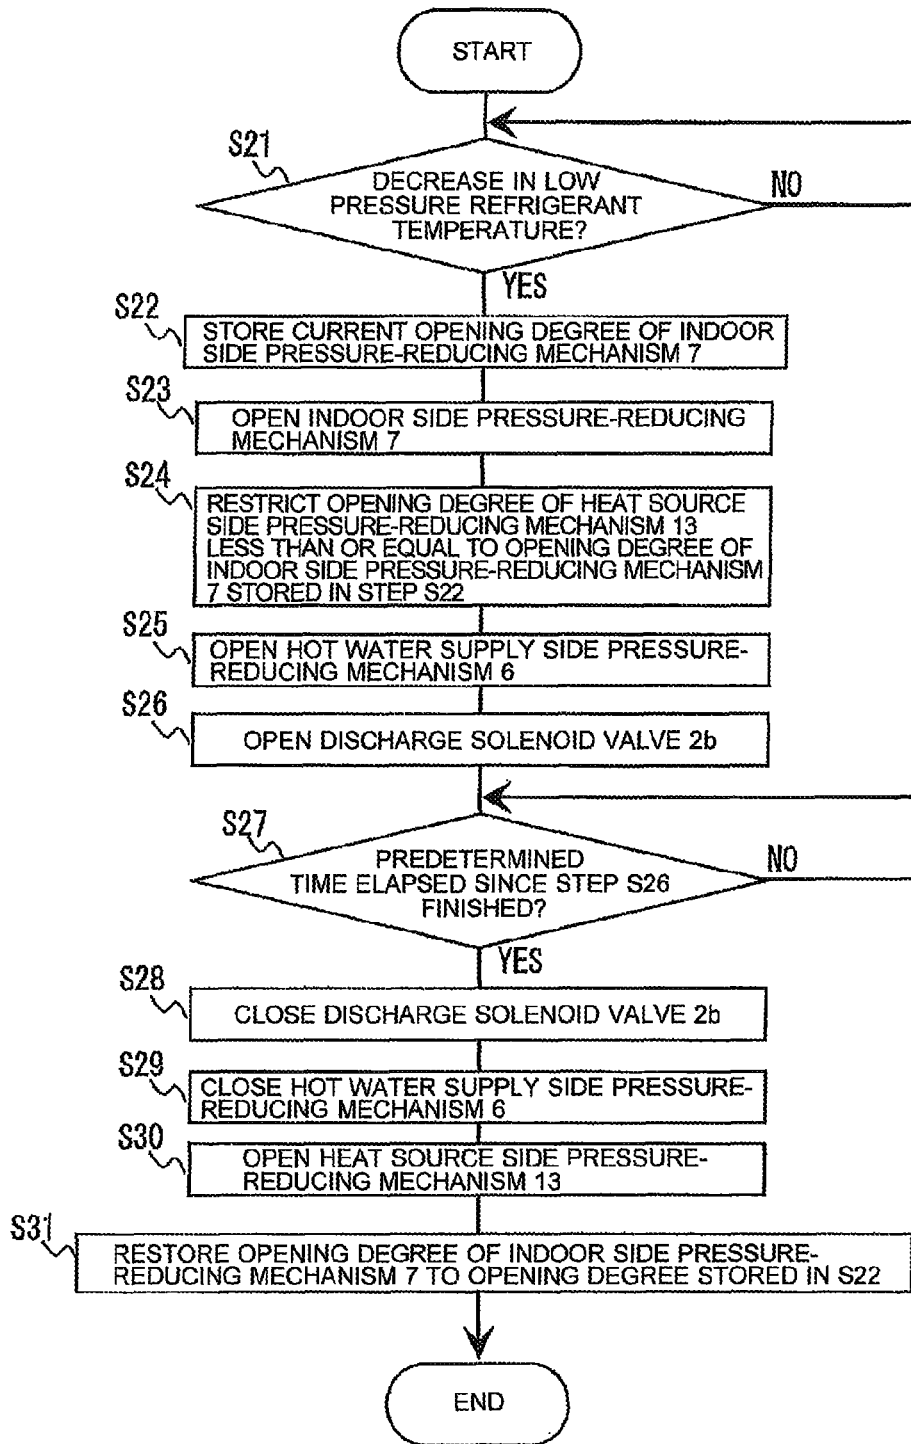 START
S21
DECREASE IN LOW
PRESSURE REFRIGERANT
TEMPERATURE?
NO
YES
S22
STORE CURRENT OPENING DEGREE OF INDOOR
SIDE PRESSURE-REDUCING MECHANISM 7
S23
OPEN INDOOR SIDE PRESSURE-REDUCING
MECHANISM 7
S24
RESTRICT OPENING DEGREE OF HEAT SOURCE
SIDE PRESSURE-REDUCING MECHANISM 13
LESS THAN OR EQUAL TO OPENING DEGREE OF
INDOOR SIDE PRESSURE-REDUCING MECHANISM
7 STORED IN STEP S22
S25
OPEN HOT WATER SUPPLY SIDE PRESSURE-
REDUCING MECHANISM 6
S26
OPEN DISCHARGE SOLENOID VALVE 2b
S27
PREDETERMINED
TIME ELAPSED SINCE STEP S26
FINISHED?
NO
YES
S28
CLOSE DISCHARGE SOLENOID VALVE 2b
S29
CLOSE HOT WATER SUPPLY SIDE PRESSURE-
REDUCING MECHANISM 6
S30
OPEN HEAT SOURCE SIDE PRESSURE-
REDUCING MECHANISM 13
S31
RESTORE OPENING DEGREE OF INDOOR SIDE PRESSURE-
REDUCING MECHANISM 7 TO OPENING DEGREE STORED IN S22
END